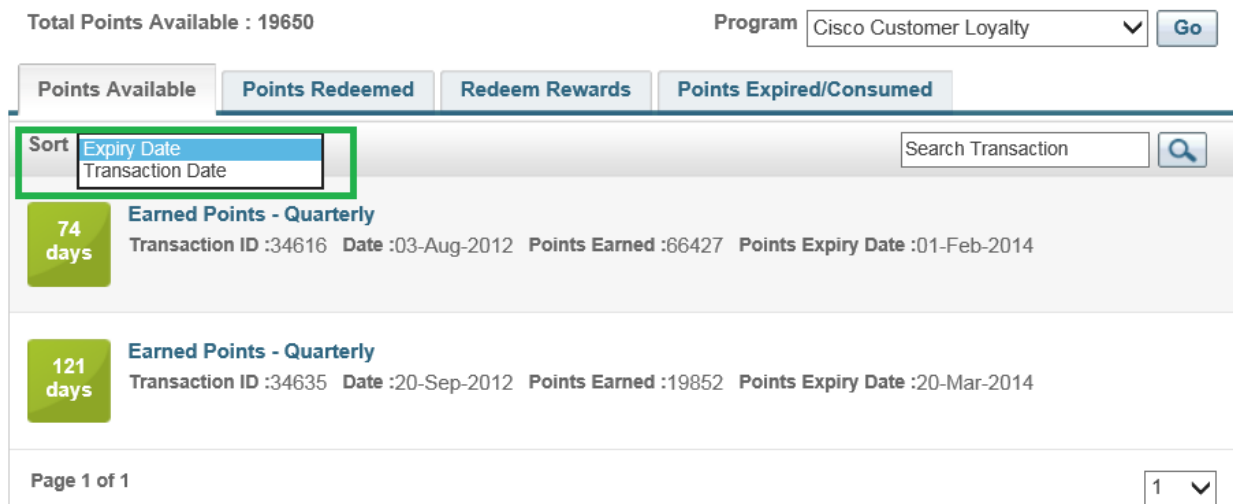 Total Points Available : 19650 Program Cisco Customer Loyalty Go
Points Available Points Redeemed Redeem Rewards Points Expired/Consumed
Sort Expiry Date Search Transaction
Transaction Date
74 days
Earned Points - Quarterly
Transaction ID :34616 Date :03-Aug-2012 Points Earned :66427 Points Expiry Date :01-Feb-2014
121 days
Earned Points - Quarterly
Transaction ID :34635 Date :20-Sep-2012 Points Earned :19852 Points Expiry Date :20-Mar-2014
Page 1 of 1 1